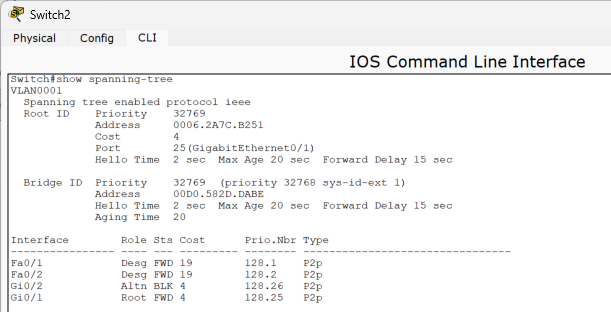 Switch2
Physical Config CLI
IOS Command Line Interface
Switch#show spanning-tree
VLAN0001
  Spanning tree enabled protocol ieee
  Root ID    Priority    32769
             Address     0006.2A7C.B251
             Cost        4
             Port        25(GigabitEthernet0/1)
             Hello Time  2 sec  Max Age 20 sec  Forward Delay 15 sec

  Bridge ID  Priority    32769  (priority 32768 sys-id-ext 1)
             Address     00D0.582D.DABE
             Hello Time  2 sec  Max Age 20 sec  Forward Delay 15 sec
             Aging Time  20

Interface        Role Sts Cost      Prio.Nbr Type
---------------- ---- --- --------- -------- --------------------------------
Fa0/1            Desg FWD 19        128.1    P2p
Fa0/2            Desg FWD 19        128.2    P2p
Gi0/2            Altn BLK 4         128.26   P2p
Gi0/1            Root FWD 4         128.25   P2p